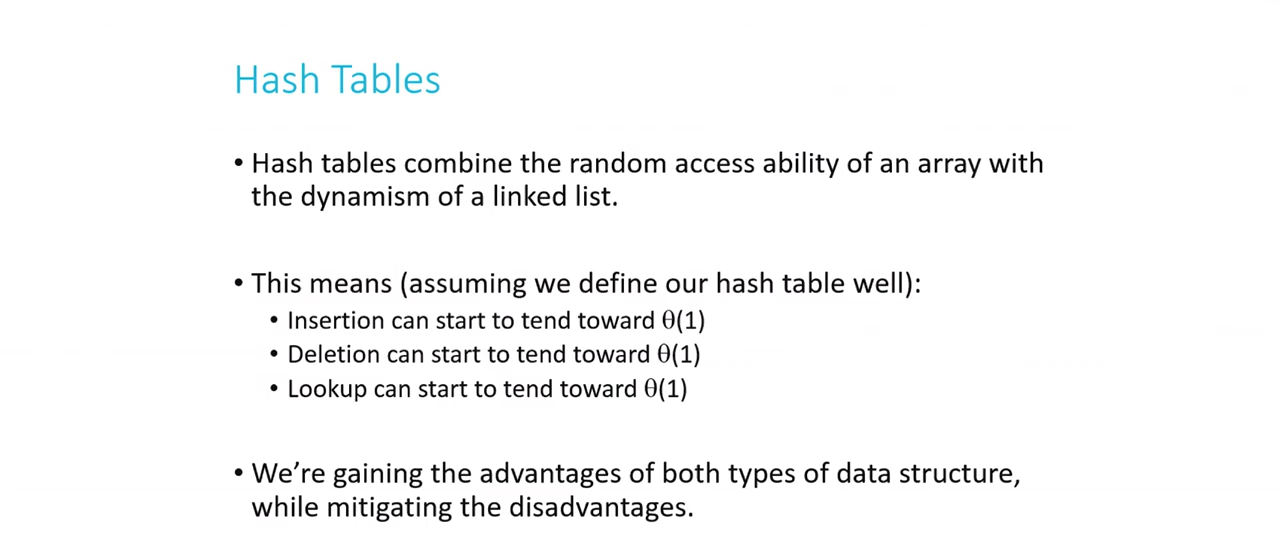 Hash Tables
• Hash tables combine the random access ability of an array with
the dynamism of a linked list.
• This means (assuming we define our hash table well):
• Insertion can start to tend toward θ(1)
• Deletion can start to tend toward θ(1)
• Lookup can start to tend toward θ(1)
• We’re gaining the advantages of both types of data structure,
while mitigating the disadvantages.